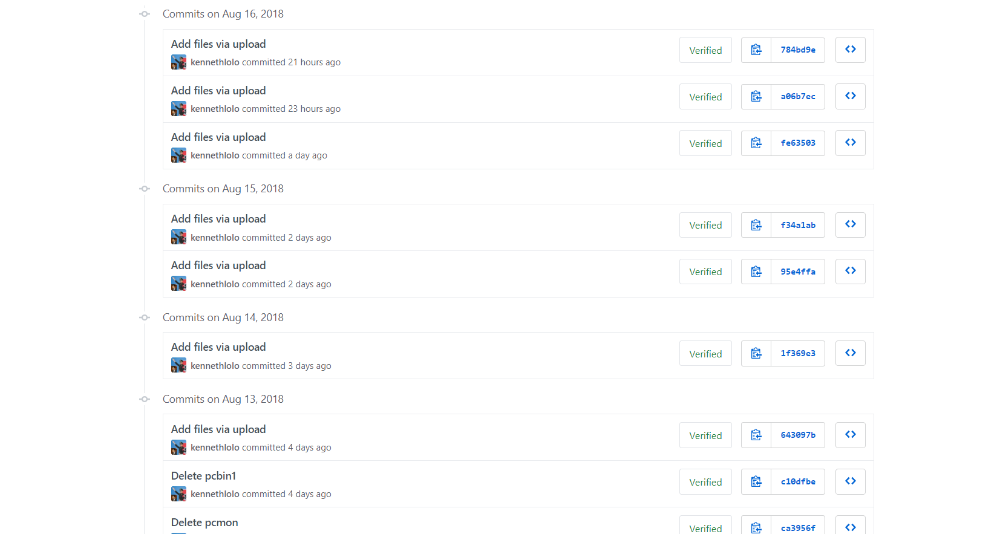 Commits on Aug 16, 2018
Add files via upload
kennethlolo committed 21 hours ago
Verified
784bd9e
Add files via upload
kennethlolo committed 23 hours ago
Verified
a06b7ec
Add files via upload
kennethlolo committed a day ago
Verified
fe63503
Commits on Aug 15, 2018
Add files via upload
kennethlolo committed 2 days ago
Verified
f34a1ab
Add files via upload
kennethlolo committed 2 days ago
Verified
95e4ffa
Commits on Aug 14, 2018
Add files via upload
kennethlolo committed 3 days ago
Verified
1f369e3
Commits on Aug 13, 2018
Add files via upload
kennethlolo committed 4 days ago
Verified
643097b
Delete pcbin1
kennethlolo committed 4 days ago
Verified
c10dfbe
Delete pcmon
Verified
ca3956f